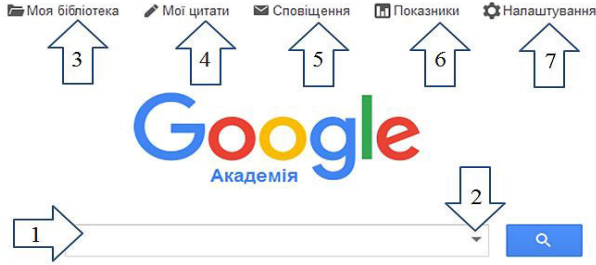 Моя бібліотека Мої цитати Сповіщення Показники Налаштування
3 4 5 6 7
Google
Академія
2
1